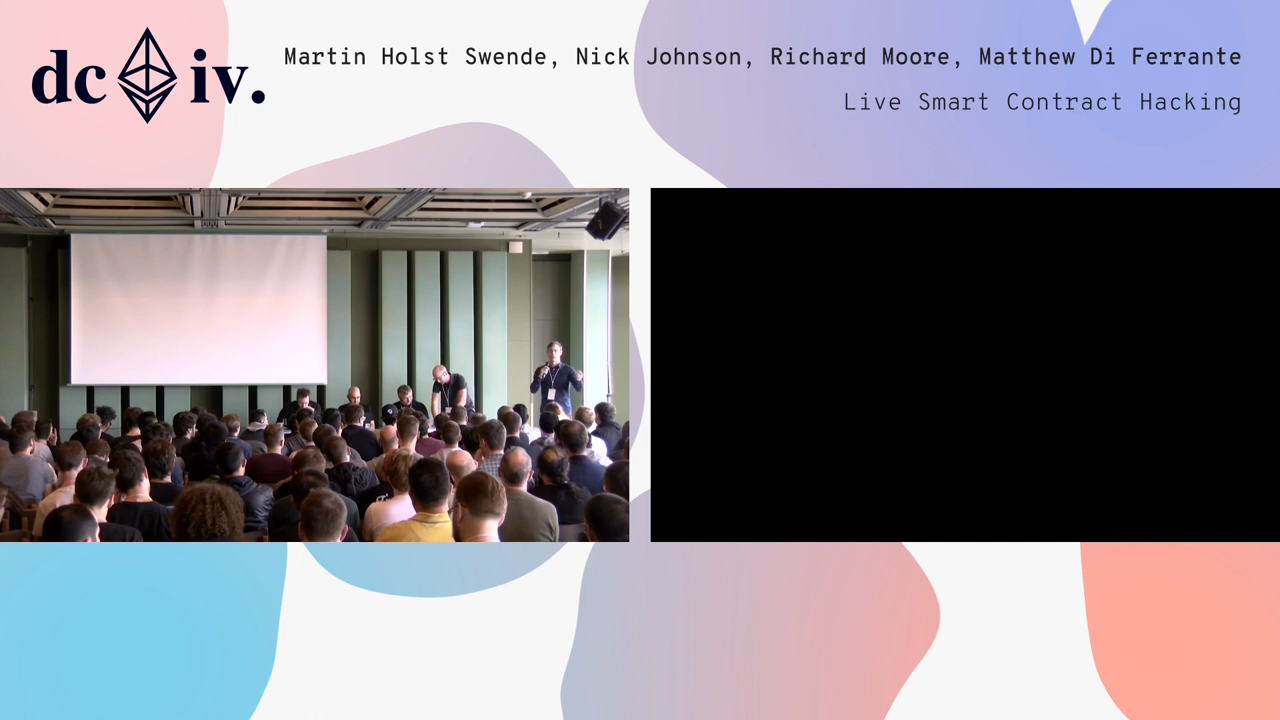 dc iv.
Martin Holst Swende, Nick Johnson, Richard Moore, Matthew Di Ferrante
Live Smart Contract Hacking